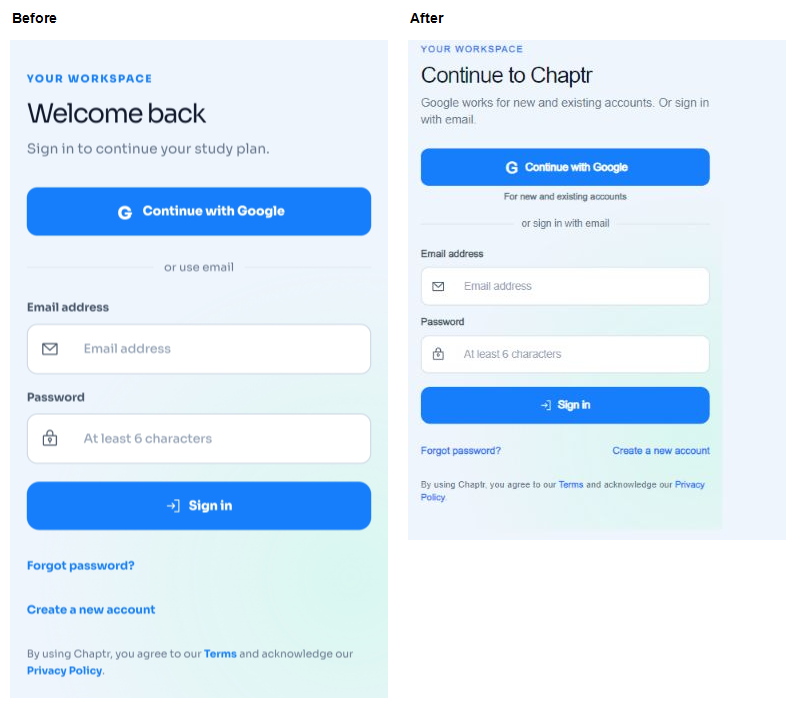 Before
YOUR WORKSPACE
Welcome back
Sign in to continue your study plan.
G Continue with Google
or use email
Email address
Email address
Password
At least 6 characters
Sign in
Forgot password?
Create a new account
By using Chaptr, you agree to our Terms and acknowledge our
Privacy Policy.
After
YOUR WORKSPACE
Continue to Chaptr
Google works for new and existing accounts. Or sign in
with email.
G Continue with Google
For new and existing accounts
or sign in with email
Email address
Email address
Password
At least 6 characters
Sign in
Forgot password? Create a new account
By using Chaptr, you agree to our Terms and acknowledge our Privacy
Policy.